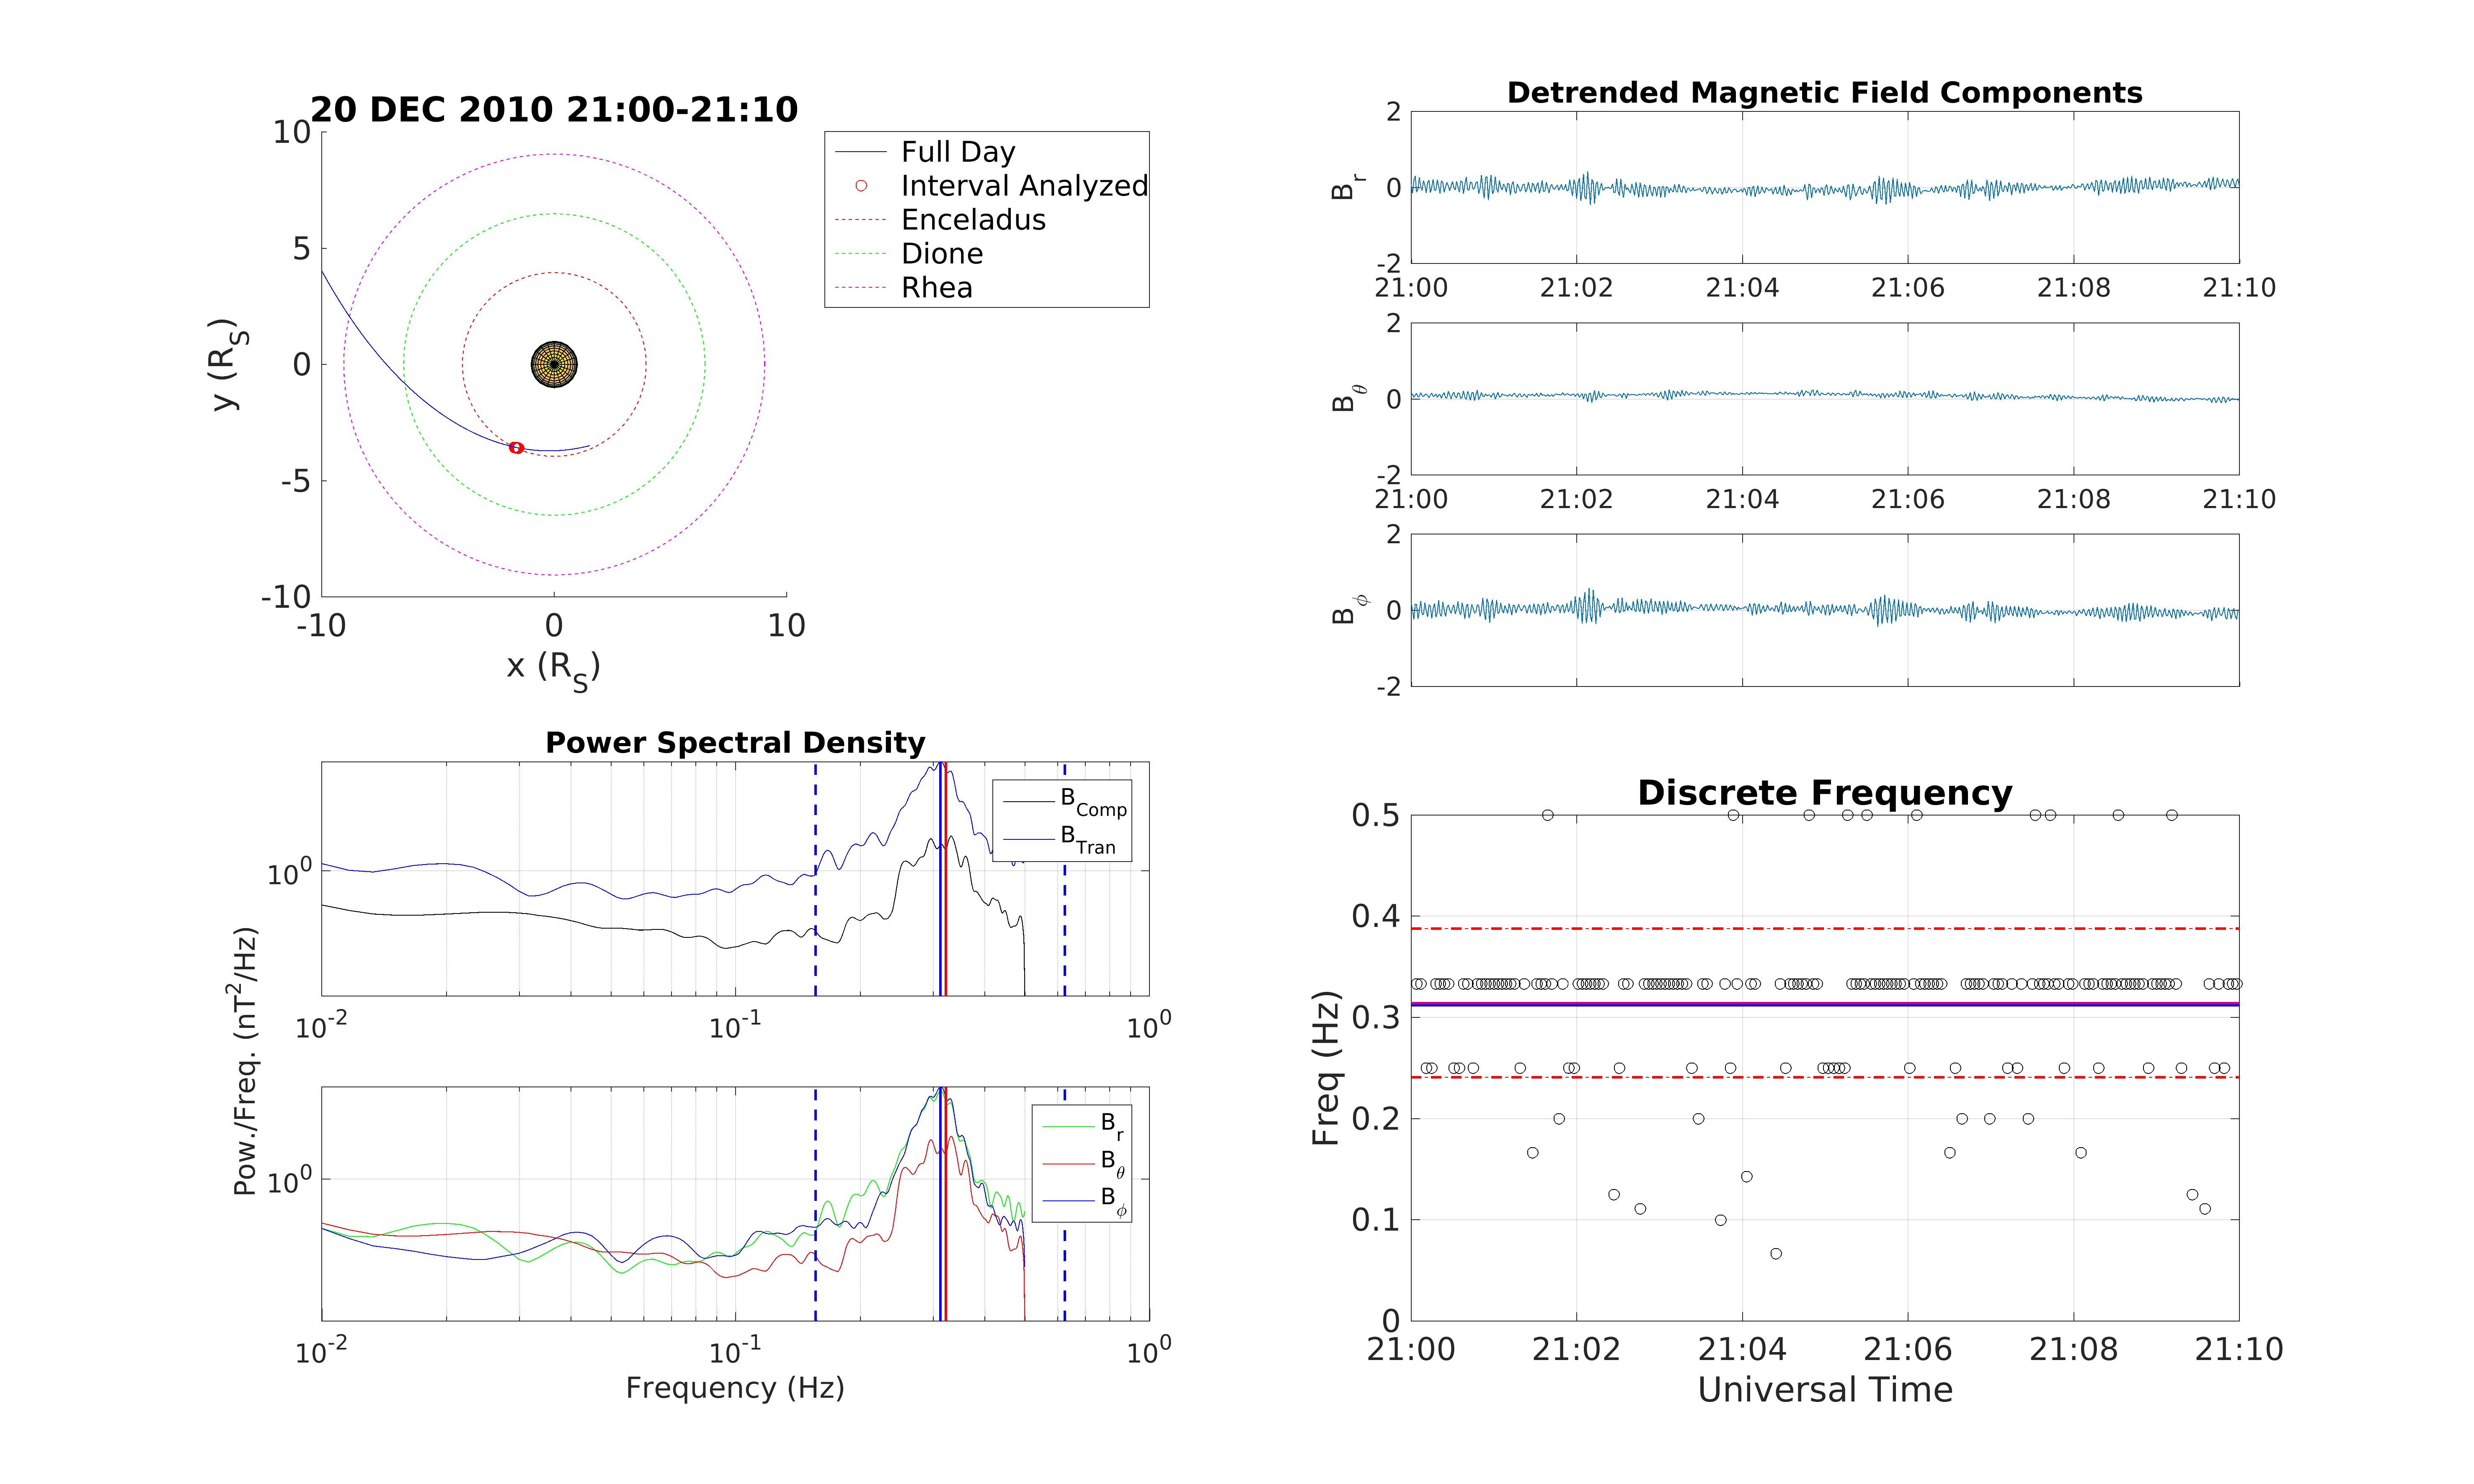 20 DEC 2010 21:00-21:10
10
5
0
-5
-10
y (R_S)
-10 0 10
x (R_S)
Full Day
Interval Analyzed
Enceladus
Dione
Rhea
Detrended Magnetic Field Components
2
0
-2
B_r
21:00 21:02 21:04 21:06 21:08 21:10
2
0
-2
B_θ
21:00 21:02 21:04 21:06 21:08 21:10
2
0
-2
B_ϕ
Power Spectral Density
10^0
B_Comp
B_Tran
10^-2 10^-1 10^0
Pow./Freq. (nT^2/Hz)
10^0
B_r
B_θ
B_ϕ
10^-2 10^-1 10^0
Frequency (Hz)
Discrete Frequency
0.5
0.4
0.3
0.2
0.1
0
Freq (Hz)
21:00 21:02 21:04 21:06 21:08 21:10
Universal Time